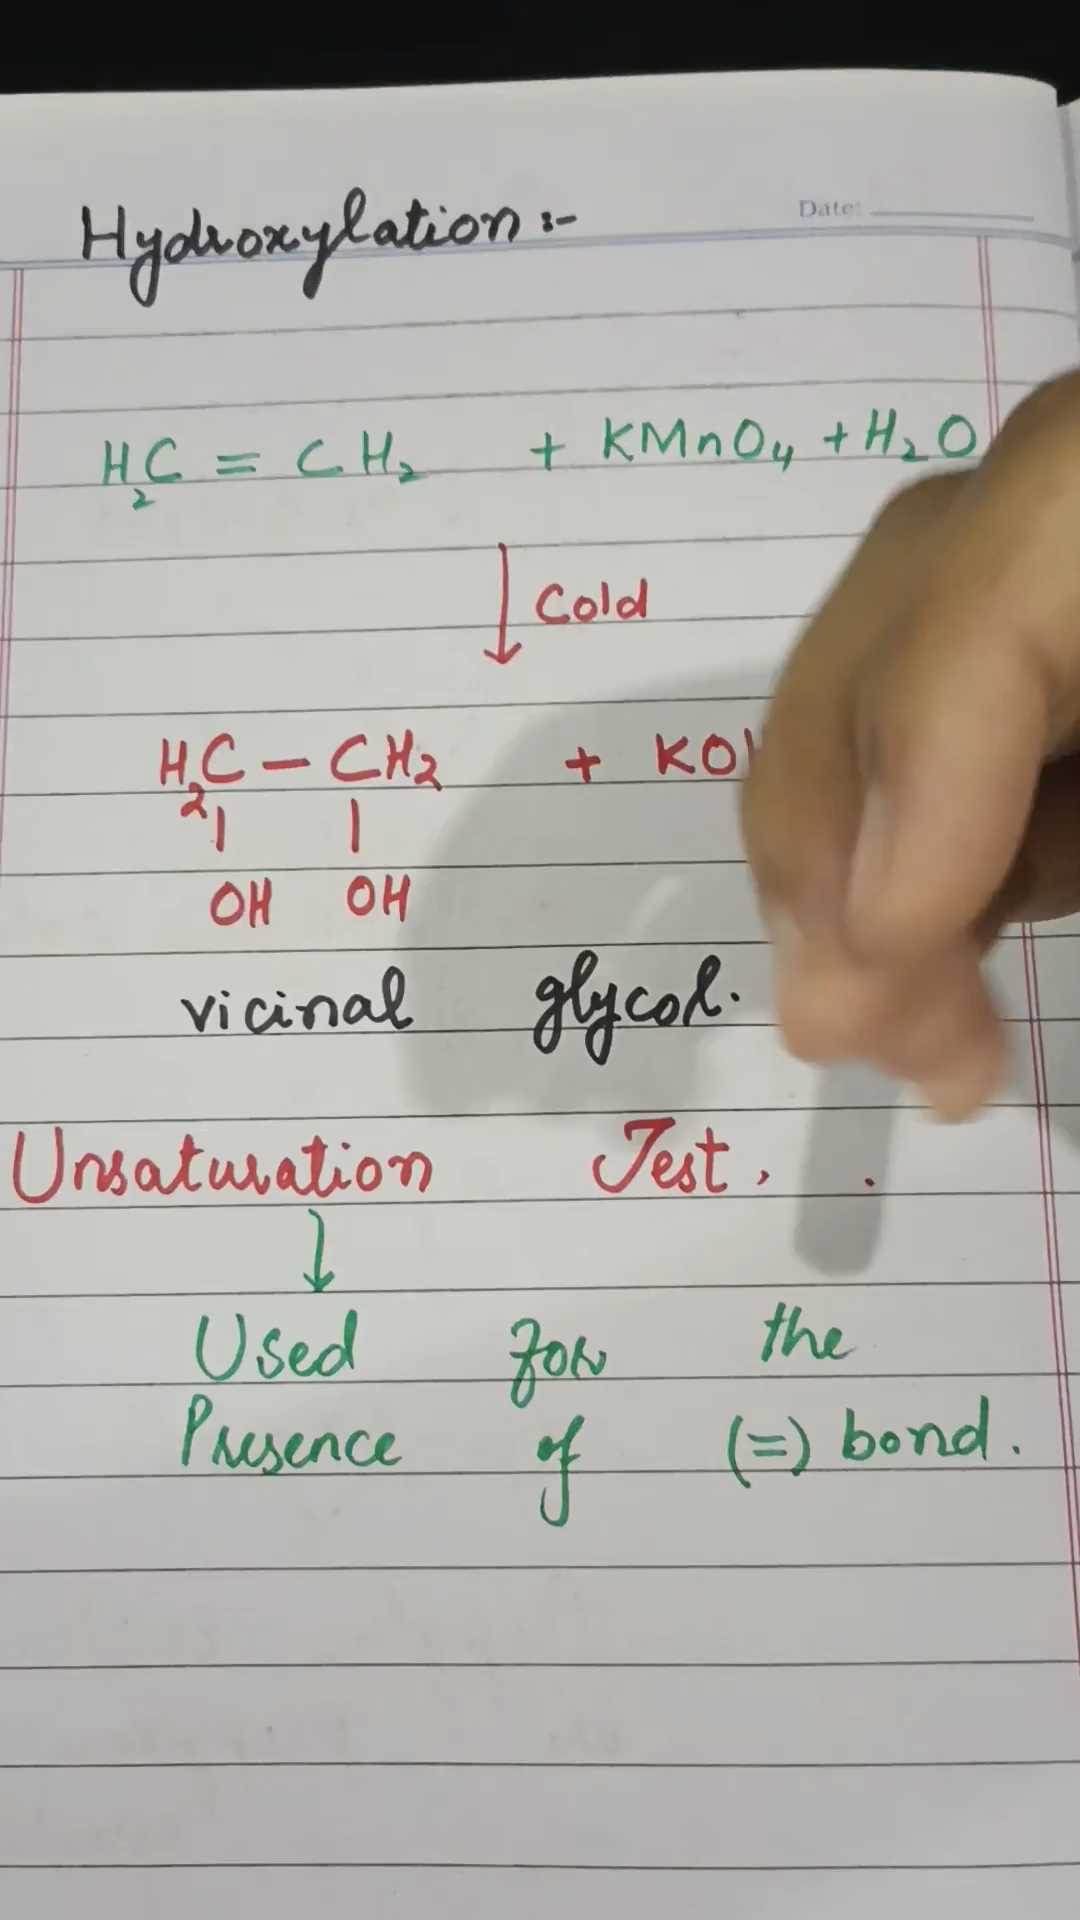 Date:
Hydroxylation :-
H₂C = CH₂ + KMnO₄ + H₂O
Cold
H₂C - CH₂ +
OH OH
vicinal glycol.
Unsaturation Test, .
Used for the
Presence of (=) bond.